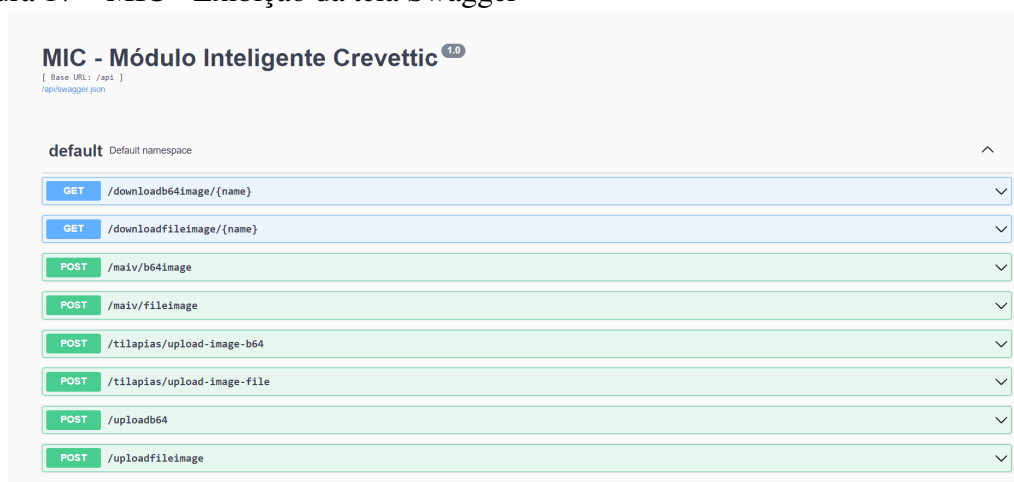 MIC - Módulo Inteligente Crevettic 1.0
[ Base URL: /api ]
/api/swagger.json
default Default namespace
GET /downloadb64image/{name}
GET /downloadfileimage/{name}
POST /maiv/b64image
POST /maiv/fileimage
POST /tilapias/upload-image-b64
POST /tilapias/upload-image-file
POST /uploadb64
POST /uploadfileimage